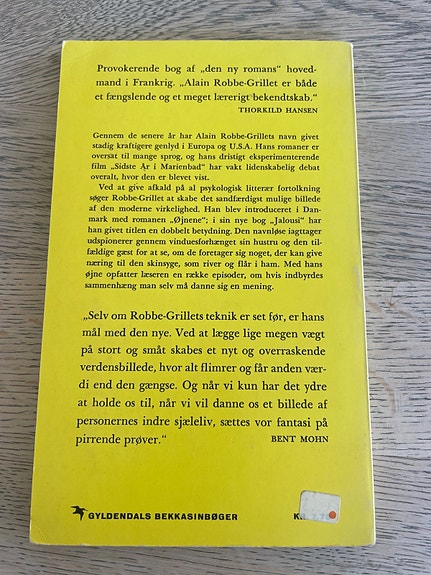 Provokerende bog af „den ny romans" hoved-
mand i Frankrig. „Alain Robbe-Grillet er både
et fængslende og et meget lærerigt bekendtskab."
THORKILD HANSEN
Gennem de senere år har Alain Robbe-Grillets navn givet
stadig kraftigere genlyd i Europa og U.S.A. Hans romaner er
oversat til mange sprog, og hans dristigt eksperimenterende
film „Sidste År i Marienbad" har vakt lidenskabelig debat
overalt, hvor den er blevet vist.
Ved at give afkald på al psykologisk litterær fortolkning
søger Robbe-Grillet at skabe det sandfærdigst mulige billede
af den moderne virkelighed. Han blev introduceret i Dan-
mark med romanen „Øjnene"; i sin nye bog „Jalousi" har
han givet titlen en dobbelt betydning. Den navnløse iagttager
udspionerer gennem vinduesforhænget sin hustru og den til-
fældige gæst for at se, om de foretager sig noget, der kan give
næring til den skinsyge, som river og flår i ham. Med hans
øjne opfatter læseren en række episoder, om hvis indbyrdes
sammenhæng man selv må danne sig en mening.
„Selv om Robbe-Grillets teknik er set før, er hans
mål med den nye. Ved at lægge lige megen vægt
på stort og småt skabes et nyt og overraskende
verdensbillede, hvor alt flimrer og får anden vær-
di end den gængse. Og når vi kun har det ydre
at holde os til, når vi vil danne os et billede af
personernes indre sjæleliv, sættes vor fantasi på
pirrende prøver."
BENT MOHN
GYLDENDALS BEKKASINBØGER